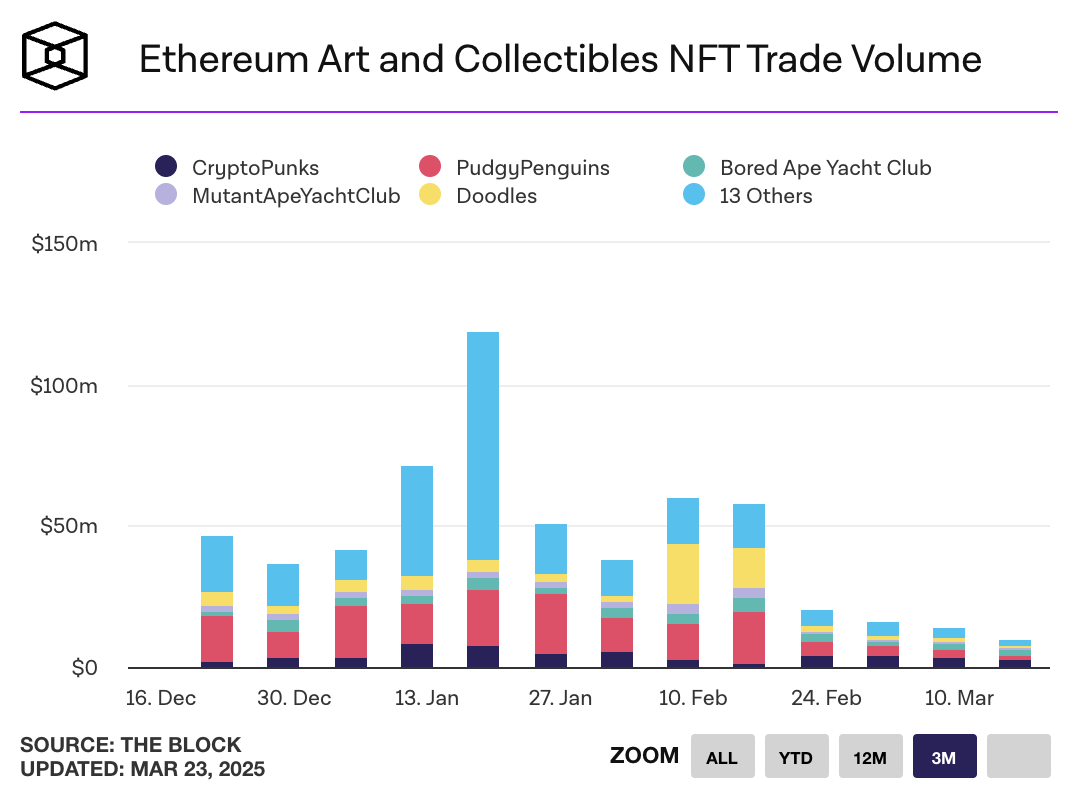 Ethereum Art and Collectibles NFT Trade Volume
CryptoPunks PudgyPenguins Bored Ape Yacht Club
MutantApeYachtClub Doodles 13 Others
$150m
$100m
$50m
$0
16. Dec 30. Dec 13. Jan 27. Jan 10. Feb 24. Feb 10. Mar
SOURCE: THE BLOCK
UPDATED: MAR 23, 2025
ZOOM ALL YTD 12M 3M